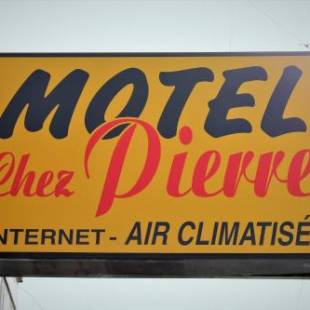 MOTEL
Chez Pierre
INTERNET - AIR CLIMATISÉ